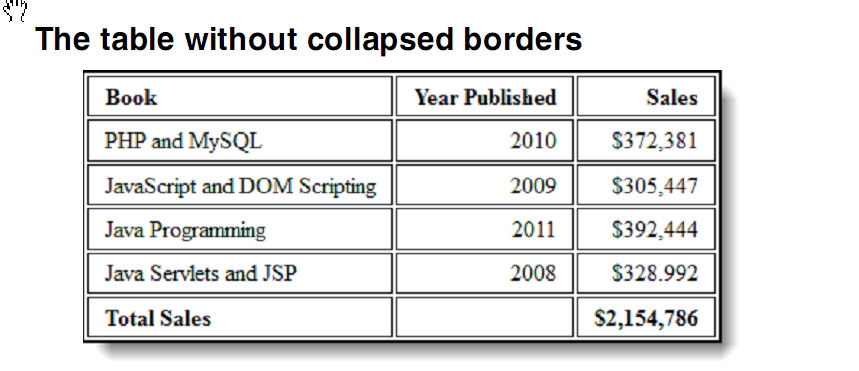 The table without collapsed borders
Book Year Published Sales
PHP and MySQL 2010 $372,381
JavaScript and DOM Scripting 2009 $305,447
Java Programming 2011 $392,444
Java Servlets and JSP 2008 $328.992
Total Sales $2,154,786